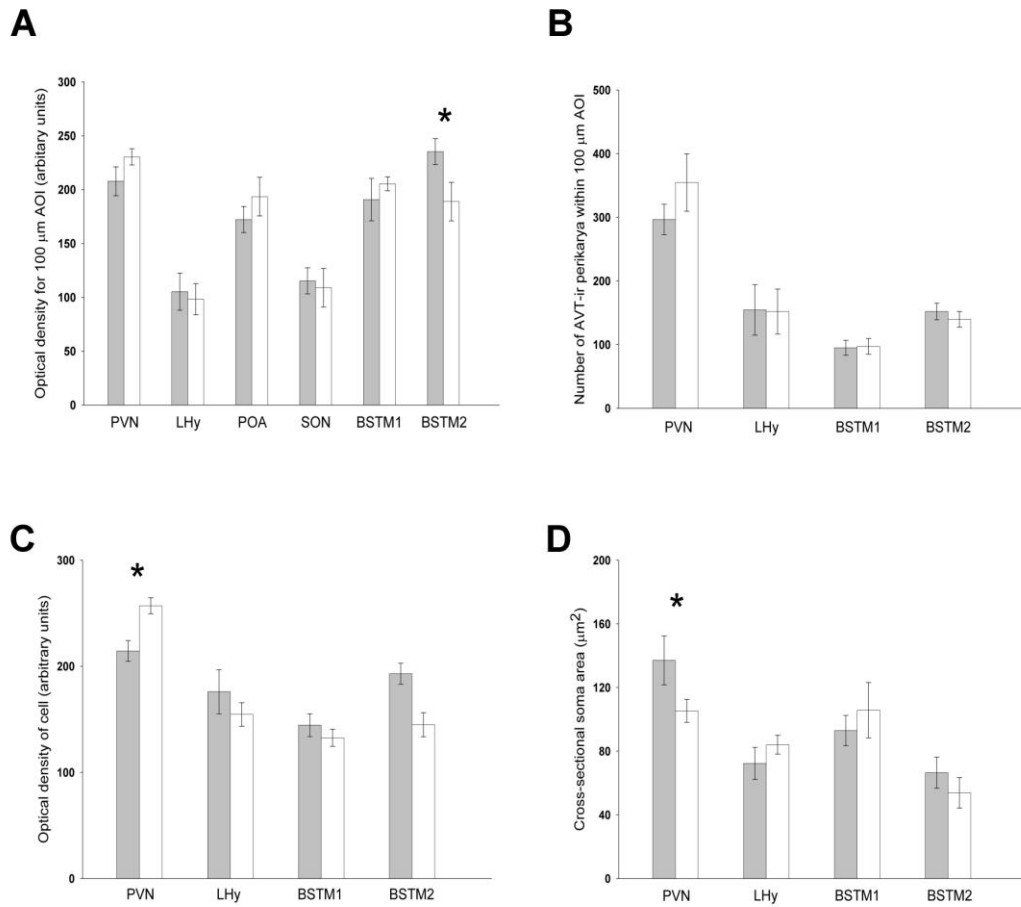 A
Optical density for 100 μm AOI (arbitary units)
300
250
200
150
100
50
0
*
PVN LHy POA SON BSTM1 BSTM2
B
Number of AVT-ir perikarya within 100 μm AOI
500
400
300
200
100
0
PVN LHy BSTM1 BSTM2
C
Optical density of cell (arbitrary units)
300
200
100
0
*
PVN LHy BSTM1 BSTM2
D
Cross-sectional soma area (μm²)
200
160
120
80
40
0
*
PVN LHy BSTM1 BSTM2